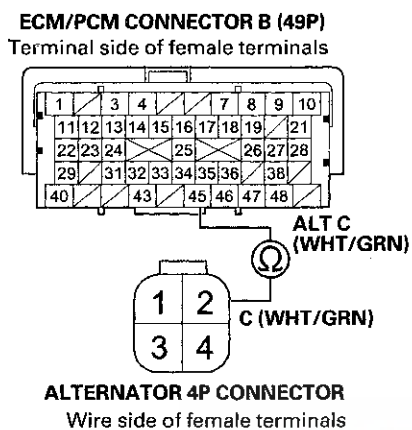 ECM/PCM CONNECTOR B (49P)
Terminal side of female terminals
1 3 4 7 8 9 10
11 12 13 14 15 16 17 18 19 21
22 23 24 25 26 27 28
29 31 32 33 34 35 36 38
40 43 45 46 47 48
ALT C
(WHT/GRN)
Ω
1 2
C (WHT/GRN)
3 4
ALTERNATOR 4P CONNECTOR
Wire side of female terminals